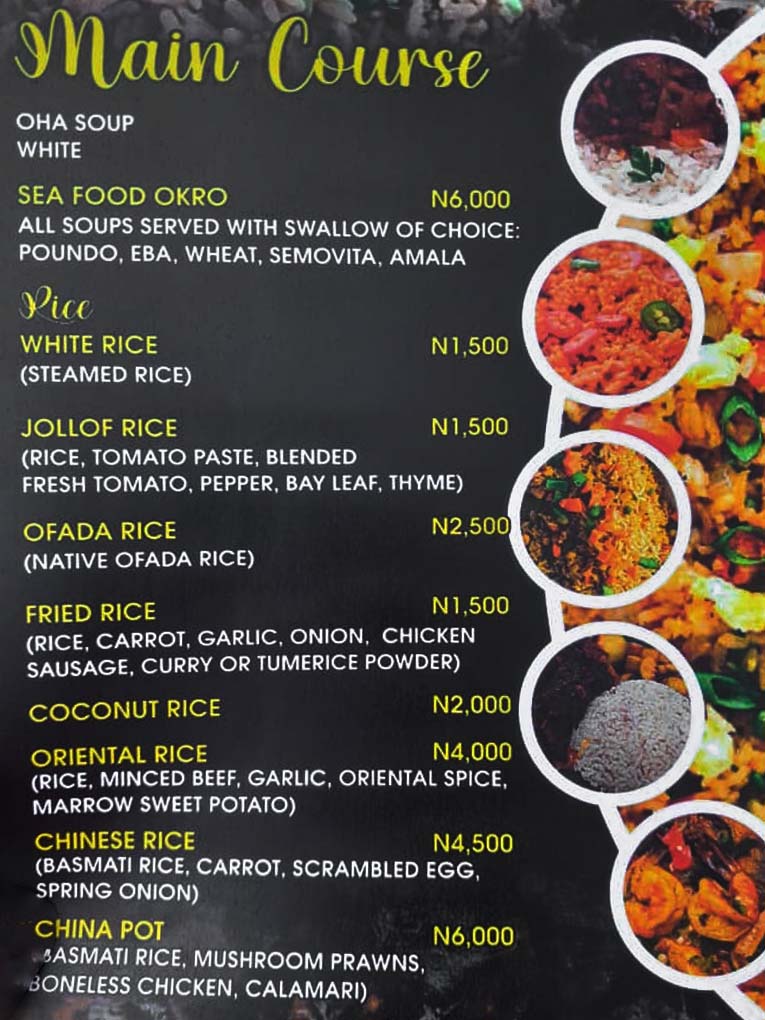 Main Course
OHA SOUP
WHITE
SEA FOOD OKRO N6,000
ALL SOUPS SERVED WITH SWALLOW OF CHOICE:
POUNDO, EBA, WHEAT, SEMOVITA, AMALA
Rice
WHITE RICE N1,500
(STEAMED RICE)
JOLLOF RICE N1,500
(RICE, TOMATO PASTE, BLENDED
FRESH TOMATO, PEPPER, BAY LEAF, THYME)
OFADA RICE N2,500
(NATIVE OFADA RICE)
FRIED RICE N1,500
(RICE, CARROT, GARLIC, ONION, CHICKEN
SAUSAGE, CURRY OR TUMERICE POWDER)
COCONUT RICE N2,000
ORIENTAL RICE N4,000
(RICE, MINCED BEEF, GARLIC, ORIENTAL SPICE,
MARROW SWEET POTATO)
CHINESE RICE N4,500
(BASMATI RICE, CARROT, SCRAMBLED EGG,
SPRING ONION)
CHINA POT N6,000
BASMATI RICE, MUSHROOM PRAWNS,
BONELESS CHICKEN, CALAMARI)